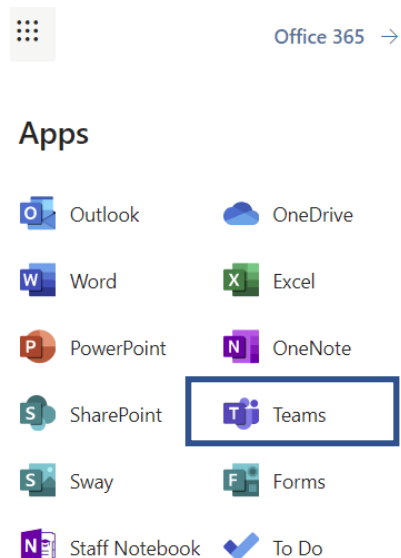 Office 365 →
Apps
Outlook OneDrive
Word Excel
PowerPoint OneNote
SharePoint Teams
Sway Forms
Staff Notebook To Do